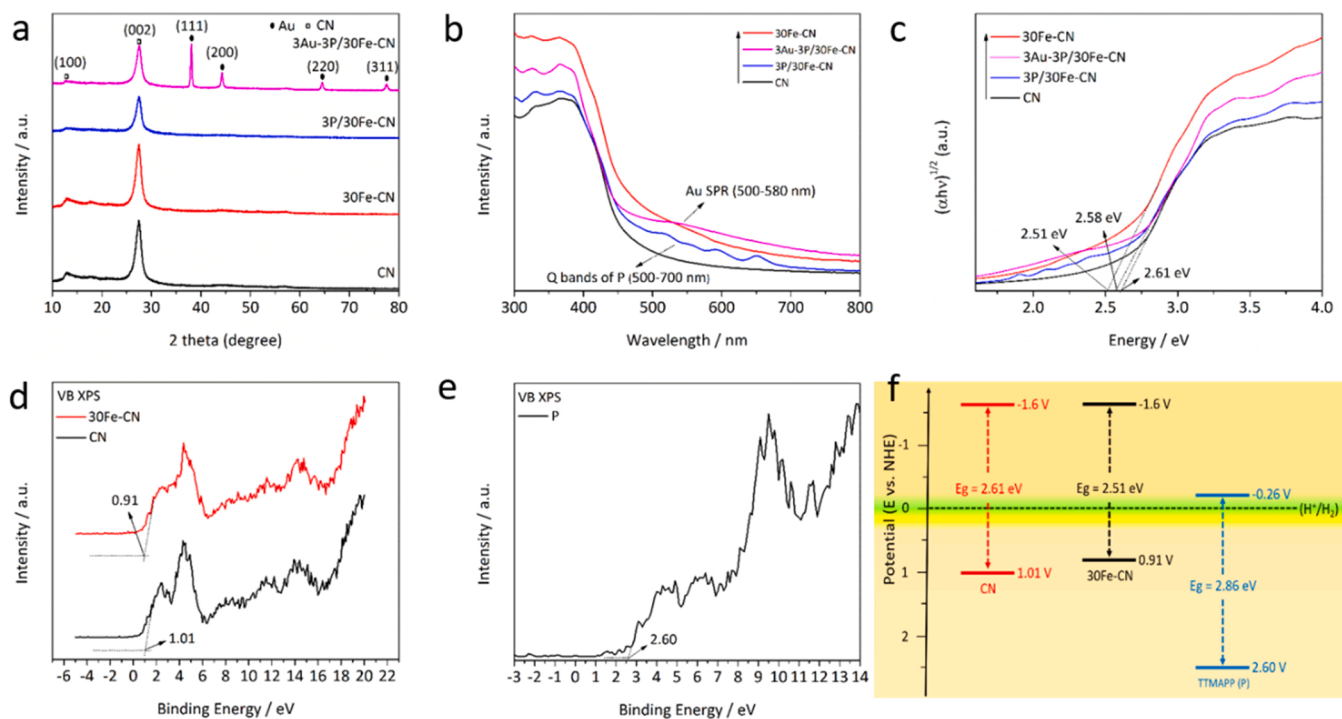 a
Au CN
3Au-3P/30Fe-CN
(100)
(002)
(111)
(200)
(220)
(311)
3P/30Fe-CN
30Fe-CN
CN
Intensity / a.u.
10 20 30 40 50 60 70 80
2 theta (degree)
b
30Fe-CN
3Au-3P/30Fe-CN
3P/30Fe-CN
CN
Au SPR (500-580 nm)
Q bands of P (500-700 nm)
Intensity / a.u.
300 400 500 600 700 800
Wavelength / nm
c
30Fe-CN
3Au-3P/30Fe-CN
3P/30Fe-CN
CN
2.58 eV
2.51 eV
2.61 eV
(αhν)1/2 (a.u.)
2.0 2.5 3.0 3.5 4.0
Energy / eV
d
VB XPS
30Fe-CN
CN
0.91
1.01
Intensity / a.u.
-6 -4 -2 0 2 4 6 8 10 12 14 16 18 20 22
Binding Energy / eV
e
VB XPS
P
2.60
Intensity / a.u.
-3 -2 -1 0 1 2 3 4 5 6 7 8 9 10 11 12 13 14
Binding Energy / eV
f
Potential (E vs. NHE)
-1
0
1
2
-1.6 V
Eg = 2.61 eV
1.01 V
CN
-1.6 V
Eg = 2.51 eV
0.91 V
30Fe-CN
-0.26 V
(H⁺/H₂)
Eg = 2.86 eV
2.60 V
TTMAPP (P)